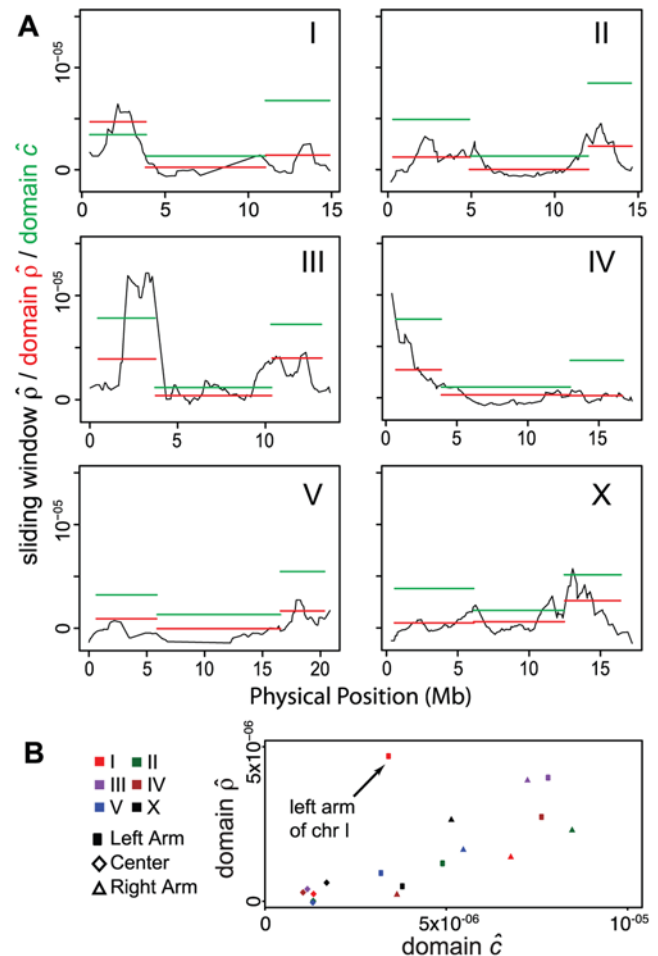 A
sliding window ρ̂ / domain ρ̂ / domain ĉ
I
10⁻⁰⁵
0
0 5 10 15
II
0 5 10 15
III
10⁻⁰⁵
0
0 5 10
IV
0 5 10 15
V
10⁻⁰⁵
0
0 5 10 15 20
X
0 5 10 15
Physical Position (Mb)
B
I II
III IV
V X
Left Arm
Center
Right Arm
domain ρ̂
5x10⁻⁰⁶
0
left arm
of chr I
0 5x10⁻⁰⁶ 10⁻⁰⁵
domain ĉ